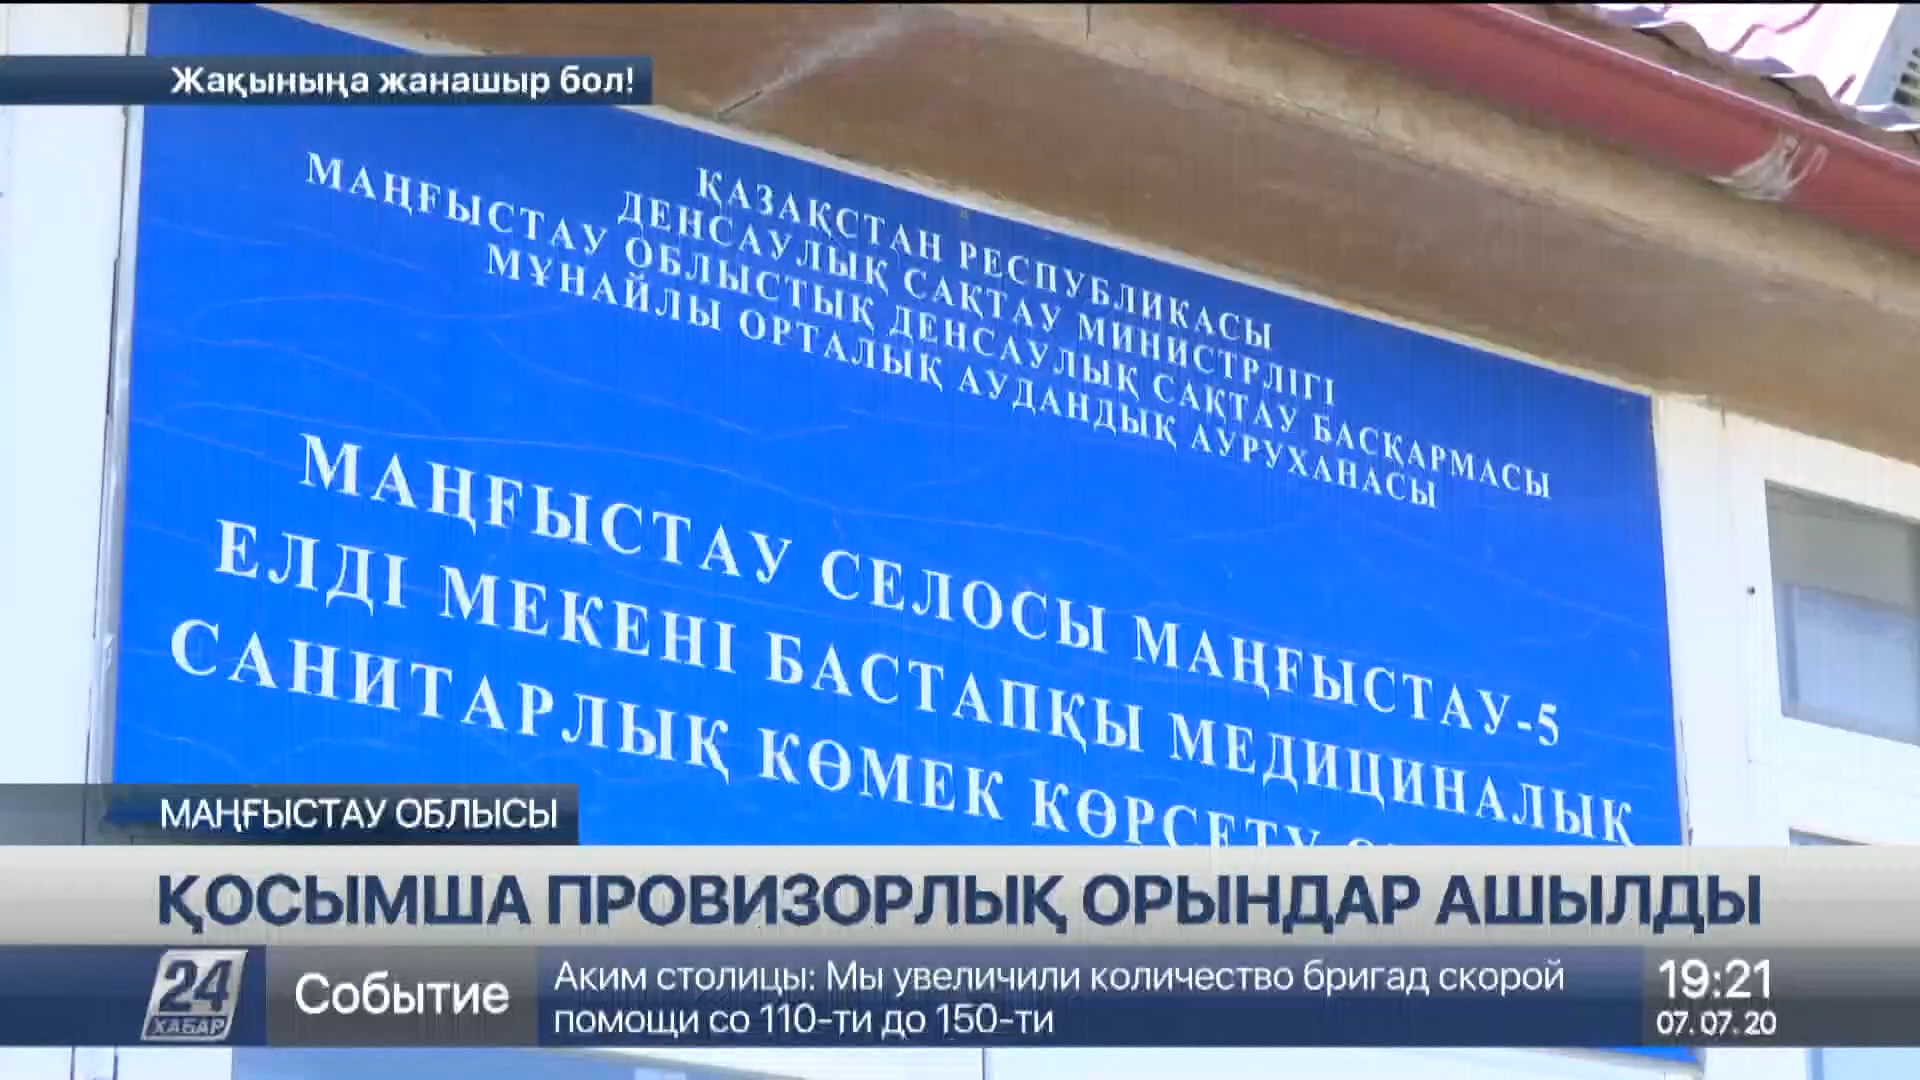 Жақыныңа жанашыр бол!
ҚАЗАҚСТАН РЕСПУБЛИКАСЫ
ДЕНСАУЛЫҚ САҚТАУ МИНИСТРЛІГІ
МАҢҒЫСТАУ ОБЛЫСТЫҚ ДЕНСАУЛЫҚ САҚТАУ БАСҚАРМАСЫ
МҰНАЙЛЫ ОРТАЛЫҚ АУДАНДЫҚ АУРУХАНАСЫ
МАҢҒЫСТАУ СЕЛОСЫ МАҢҒЫСТАУ-5
ЕЛДІ МЕКЕНІ БАСТАПҚЫ МЕДИЦИНАЛЫҚ
САНИТАРЛЫҚ КӨМЕК КӨРСЕТУ
МАҢҒЫСТАУ ОБЛЫСЫ
ҚОСЫМША ПРОВИЗОРЛЫҚ ОРЫНДАР АШЫЛДЫ
24
ХАБАР
Событие
Аким столицы: Мы увеличили количество бригад скорой
помощи со 110-ти до 150-ти
19:21
07.07.20